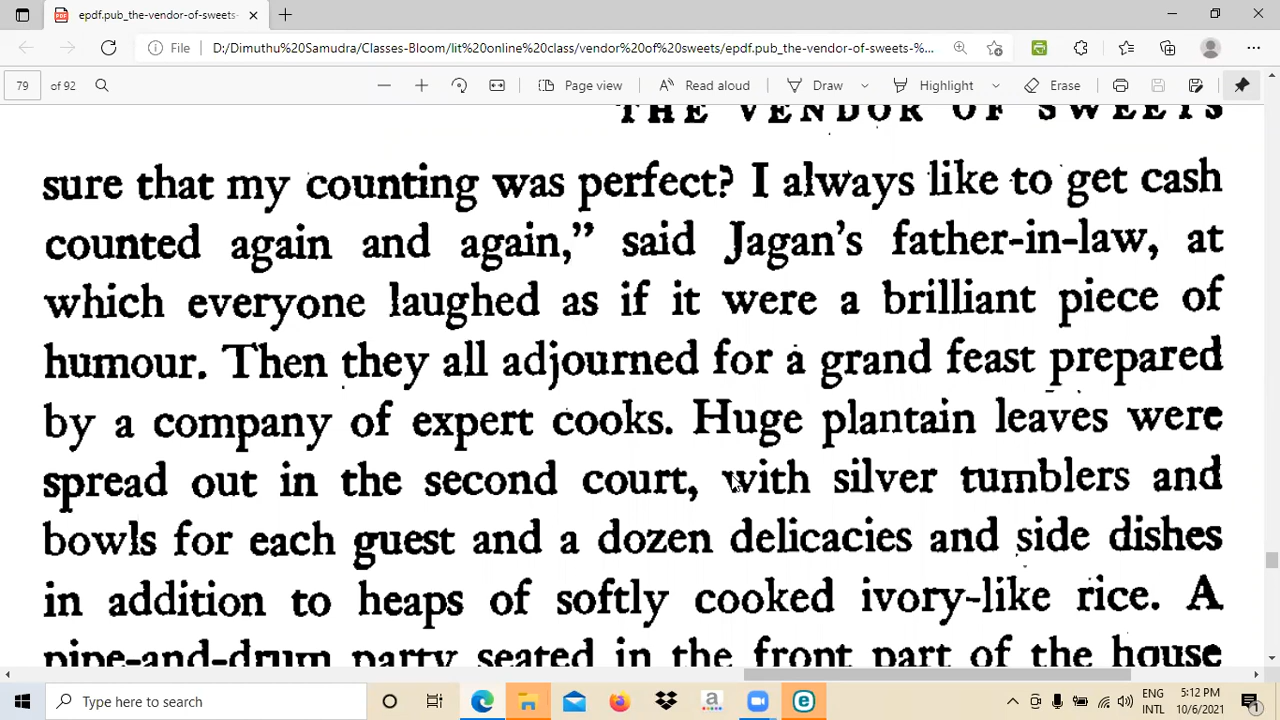 epdf.pub_the-vendor-of-sweets-
File
D:/Dimuthu%20Samudra/Classes-Bloom/lit%20online%20class/vendor%20of%20sweets/epdf.pub_the-vendor-of-sweets-%...
79 of 92
Page view
Read aloud
Draw
Highlight
Erase
THE VENDOR OF SWEETS
sure that my counting was perfect? I always like to get cash
counted again and again,” said Jagan’s father-in-law, at
which everyone laughed as if it were a brilliant piece of
humour. Then they all adjourned for a grand feast prepared
by a company of expert cooks. Huge plantain leaves were
spread out in the second court, with silver tumblers and
bowls for each guest and a dozen delicacies and side dishes
in addition to heaps of softly cooked ivory-like rice. A
pipe-and-drum party seated in the front part of the house
Type here to search
ENG
INTL
5:12 PM
10/6/2021